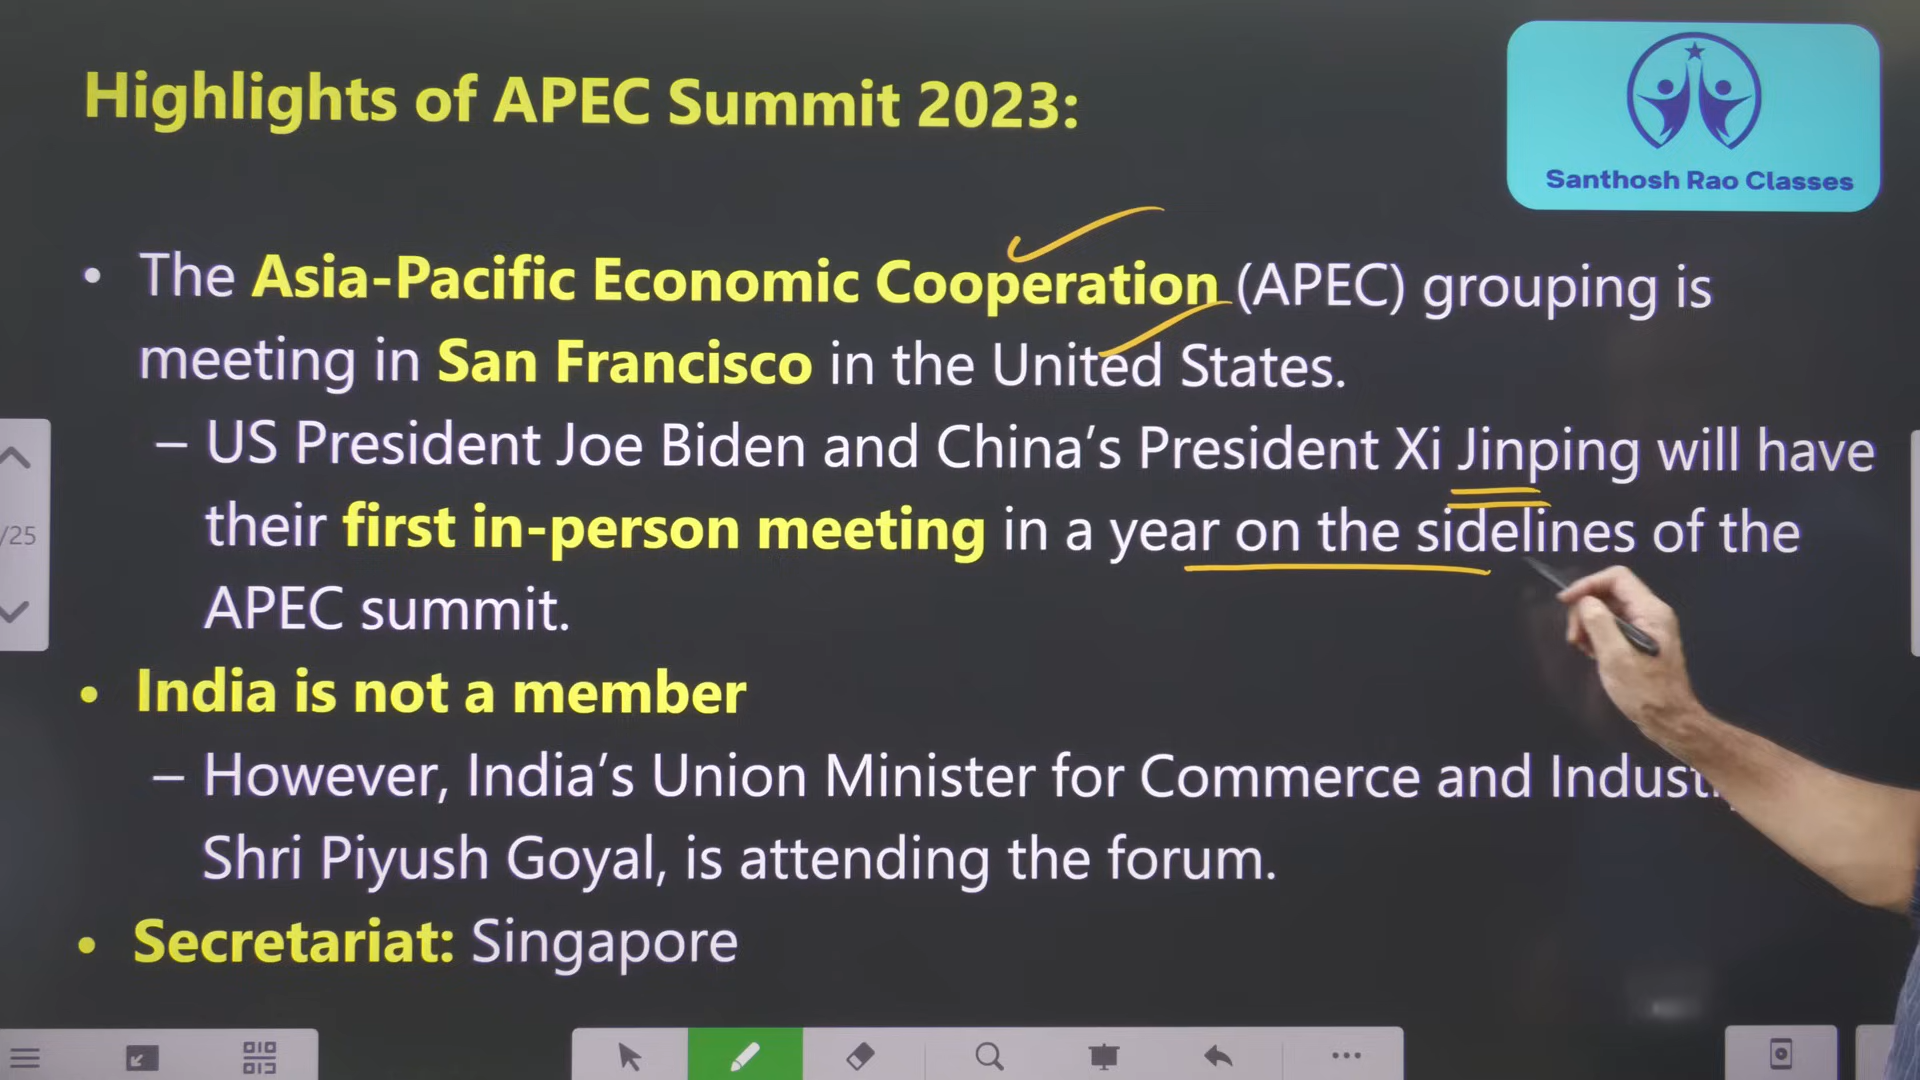 Highlights of APEC Summit 2023:
Santhosh Rao Classes
• The Asia-Pacific Economic Cooperation (APEC) grouping is
meeting in San Francisco in the United States.
– US President Joe Biden and China's President Xi Jinping will have
their first in-person meeting in a year on the sidelines of the
APEC summit.
• India is not a member
– However, India's Union Minister for Commerce and
Shri Piyush Goyal, is attending the forum.
• Secretariat: Singapore
/25